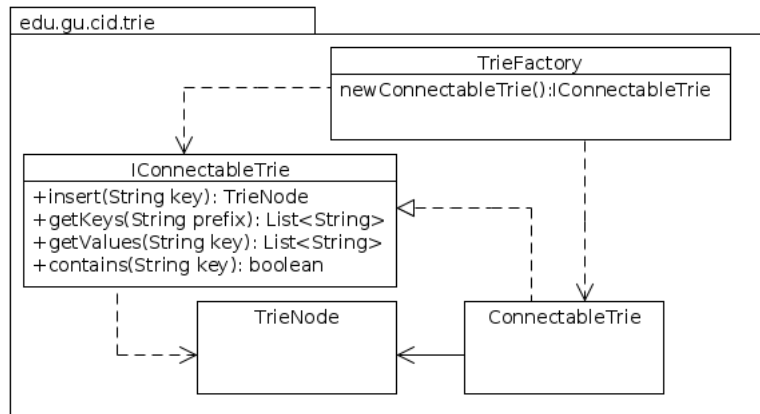 edu.gu.cid.trie
TrieFactory
newConnectableTrie():IConnectableTrie
IConnectableTrie
+insert(String key): TrieNode
+getKeys(String prefix): List<String>
+getValues(String key): List<String>
+contains(String key): boolean
TrieNode
ConnectableTrie